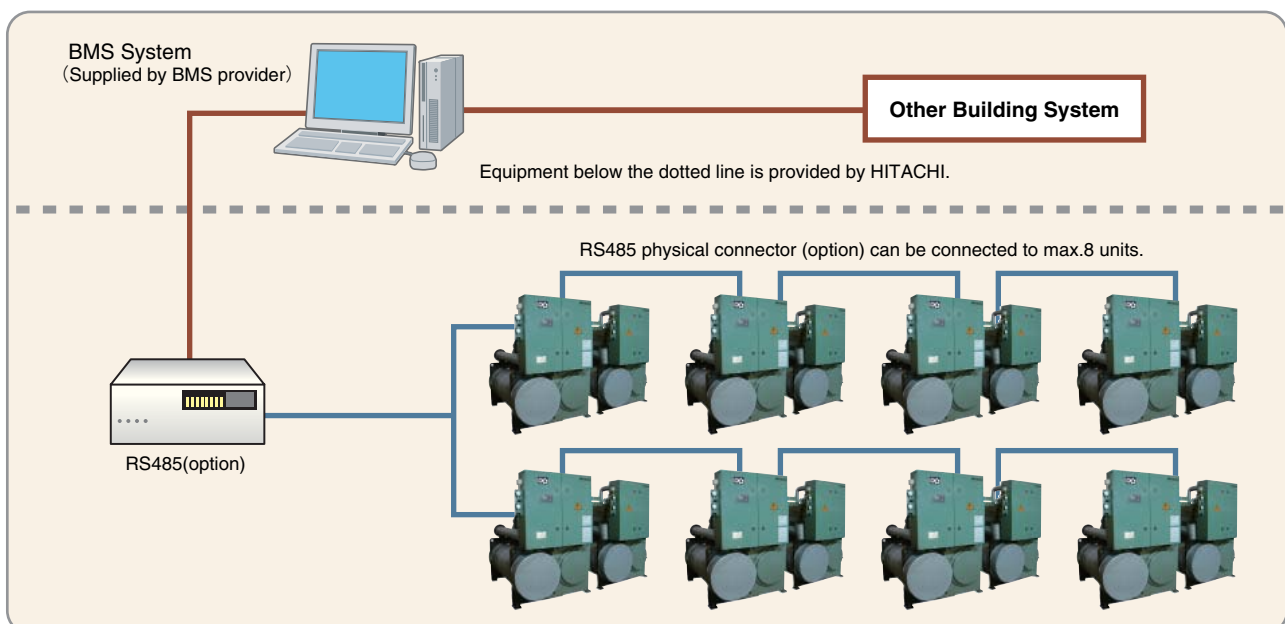 BMS System
（Supplied by BMS provider）
Other Building System
Equipment below the dotted line is provided by HITACHI.
RS485 physical connector (option) can be connected to max.8 units.
RS485(option)